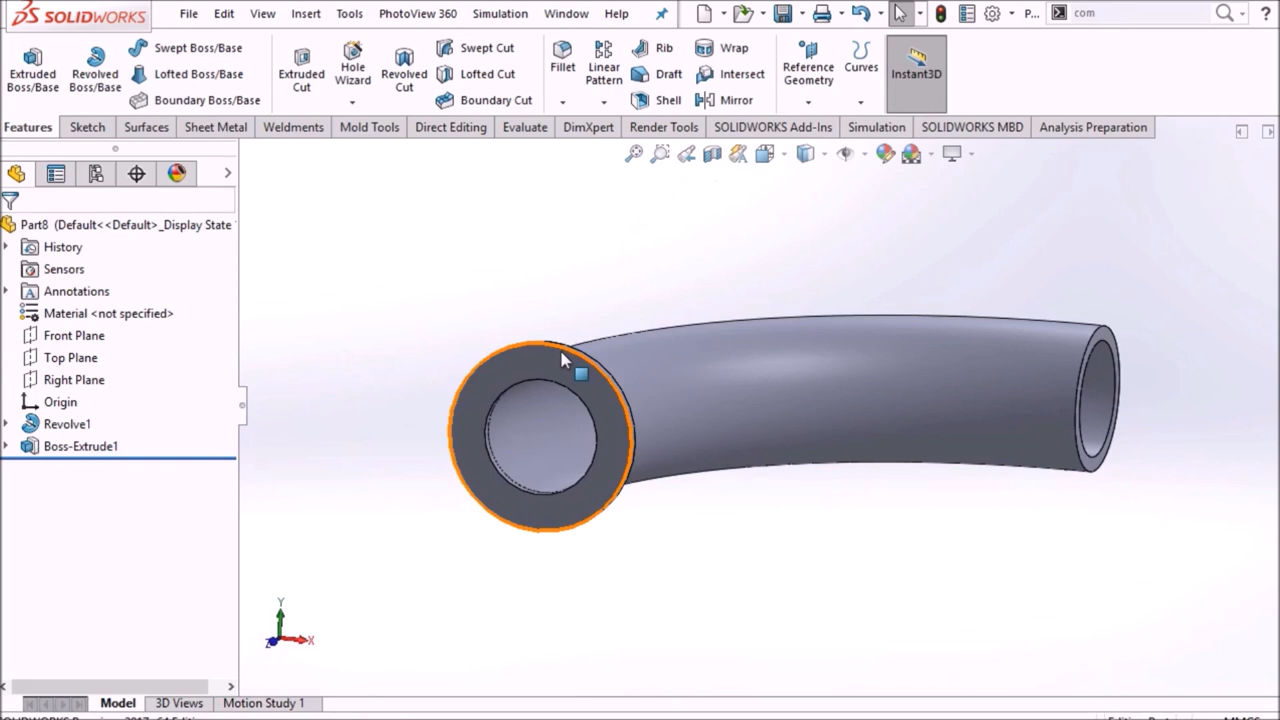 SOLIDWORKS File Edit View Insert Tools PhotoView 360 Simulation Window Help P... com ?
Extruded Boss/Base
Revolved Boss/Base
Swept Boss/Base
Lofted Boss/Base
Boundary Boss/Base
Extruded Cut
Hole Wizard
Revolved Cut
Swept Cut
Lofted Cut
Boundary Cut
Fillet
Linear Pattern
Rib
Draft
Shell
Wrap
Intersect
Mirror
Reference Geometry
Curves
Instant3D
Features Sketch Surfaces Sheet Metal Weldments Mold Tools Direct Editing Evaluate DimXpert Render Tools SOLIDWORKS Add-Ins Simulation SOLIDWORKS MBD Analysis Preparation
Part8 (Default<<Default>_Display State
History
Sensors
Annotations
Material <not specified>
Front Plane
Top Plane
Right Plane
Origin
Revolve1
Boss-Extrude1
Y
Z X
Model 3D Views Motion Study 1